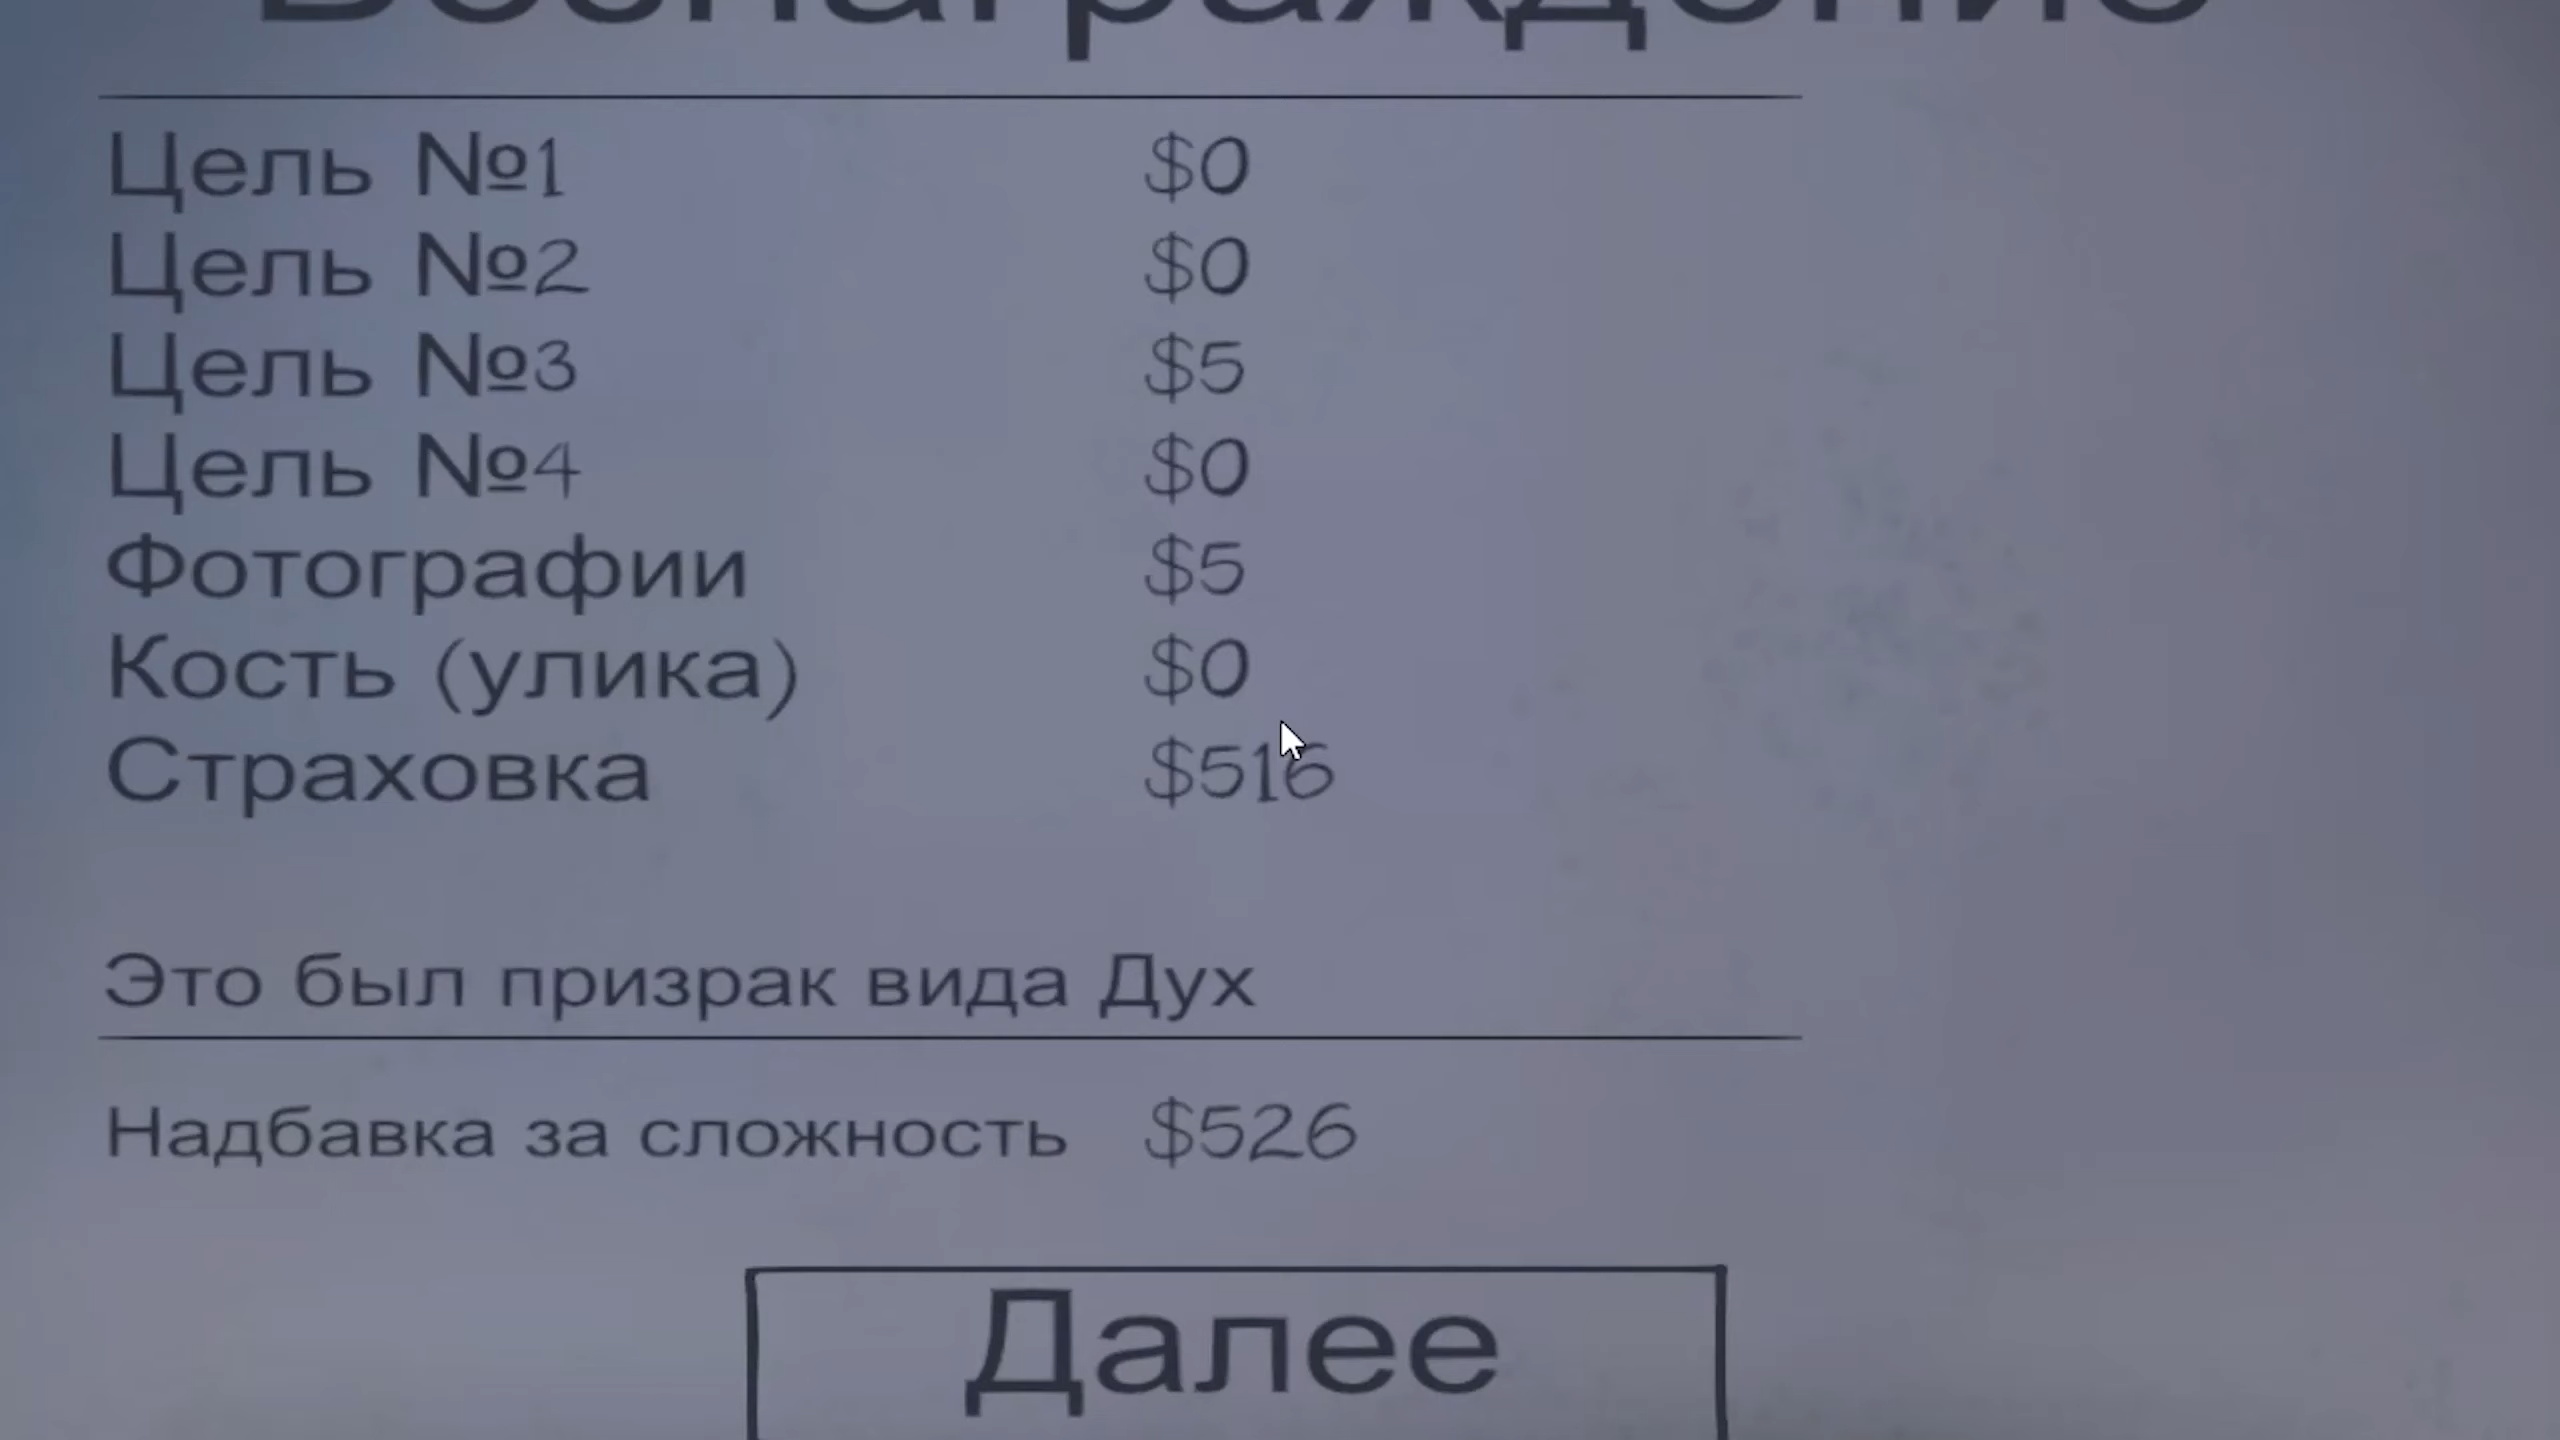 Вознаграждение
Цель №1 $0
Цель №2 $0
Цель №3 $5
Цель №4 $0
Фотографии $5
Кость (улика) $0
Страховка $516
Это был призрак вида Дух
Надбавка за сложность $526
Далее